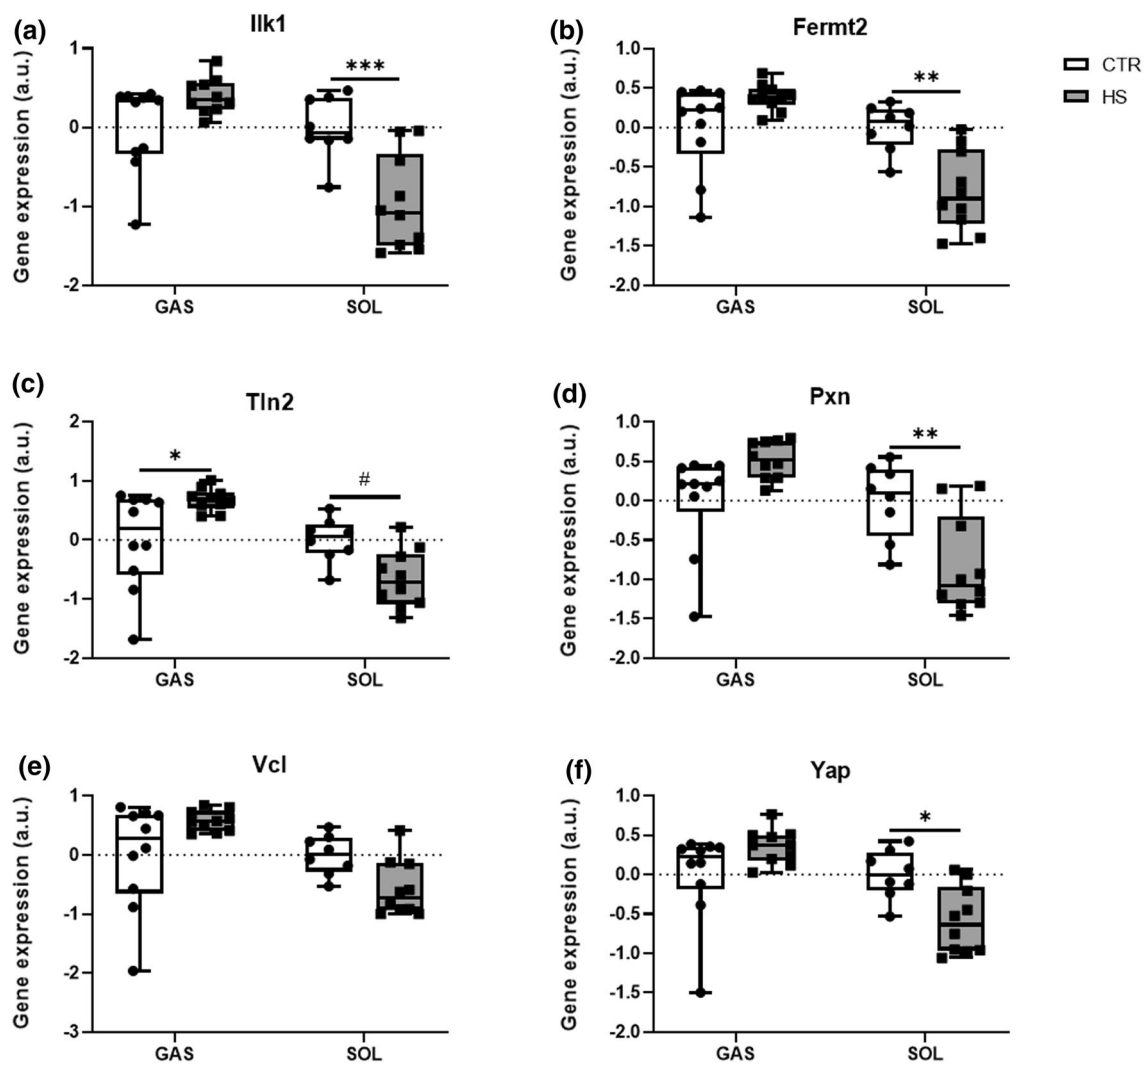 (a)
Ilk1
Gene expression (a.u.)
1
0
-1
-2
***
GAS
SOL
(b)
Fermt2
Gene expression (a.u.)
1.0
0.5
0.0
-0.5
-1.0
-1.5
-2.0
**
GAS
SOL
CTR
HS
(c)
Tln2
Gene expression (a.u.)
2
1
0
-1
-2
*
#
GAS
SOL
(d)
Pxn
Gene expression (a.u.)
1.0
0.5
0.0
-0.5
-1.0
-1.5
-2.0
**
GAS
SOL
(e)
Vcl
Gene expression (a.u.)
1
0
-1
-2
-3
GAS
SOL
(f)
Yap
Gene expression (a.u.)
1.0
0.5
0.0
-0.5
-1.0
-1.5
-2.0
*
GAS
SOL